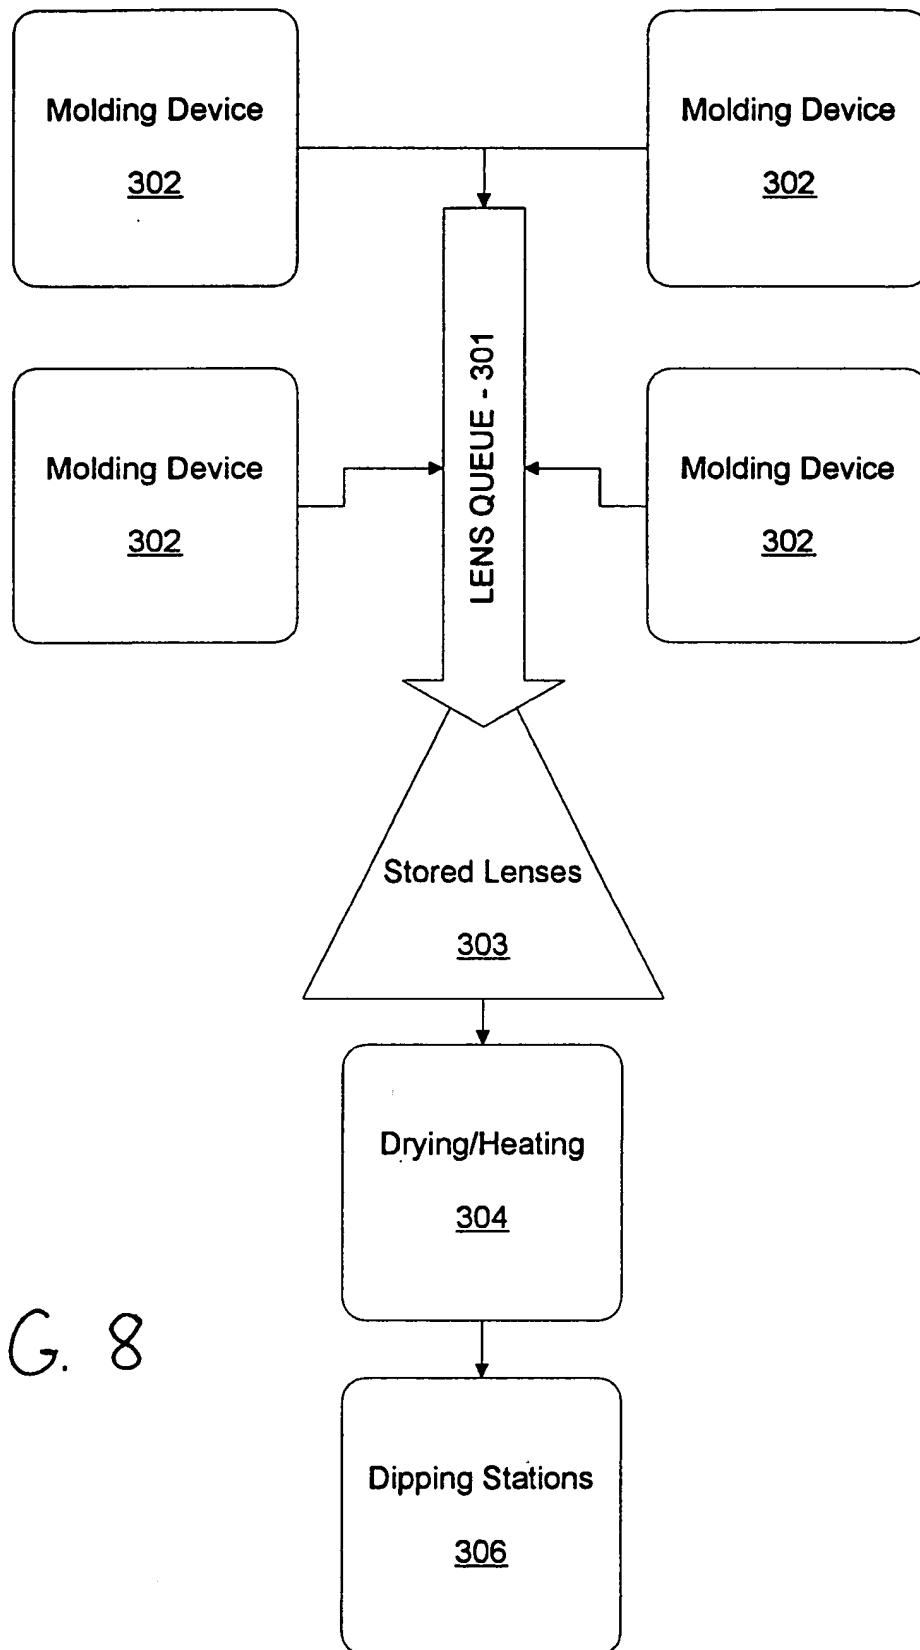 Molding Device
302
Molding Device
302
LENS QUEUE - 301
Molding Device
302
Molding Device
302
Stored Lenses
303
Drying/Heating
304
G. 8
Dipping Stations
306